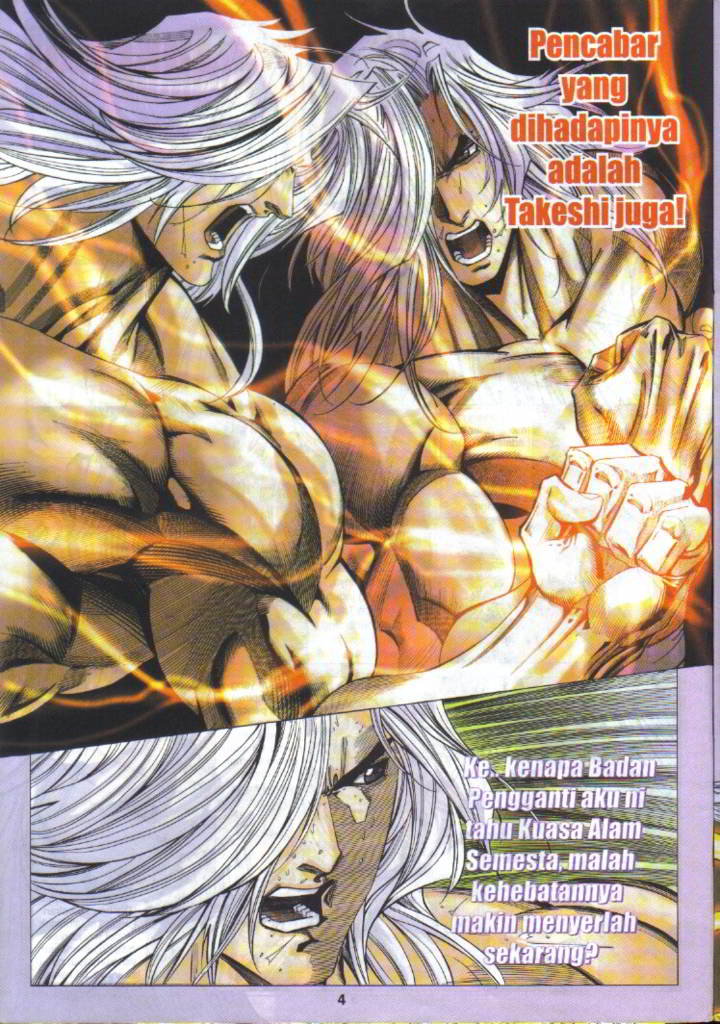 Pencabar
yang
dihadapinya
adalah
Takeshi juga!
Ke.. kenapa Badan
Pengganti aku ni
tahu Kuasa Alam
Semesta, malah
kehebatannya
makin menyerlah
sekarang?
4